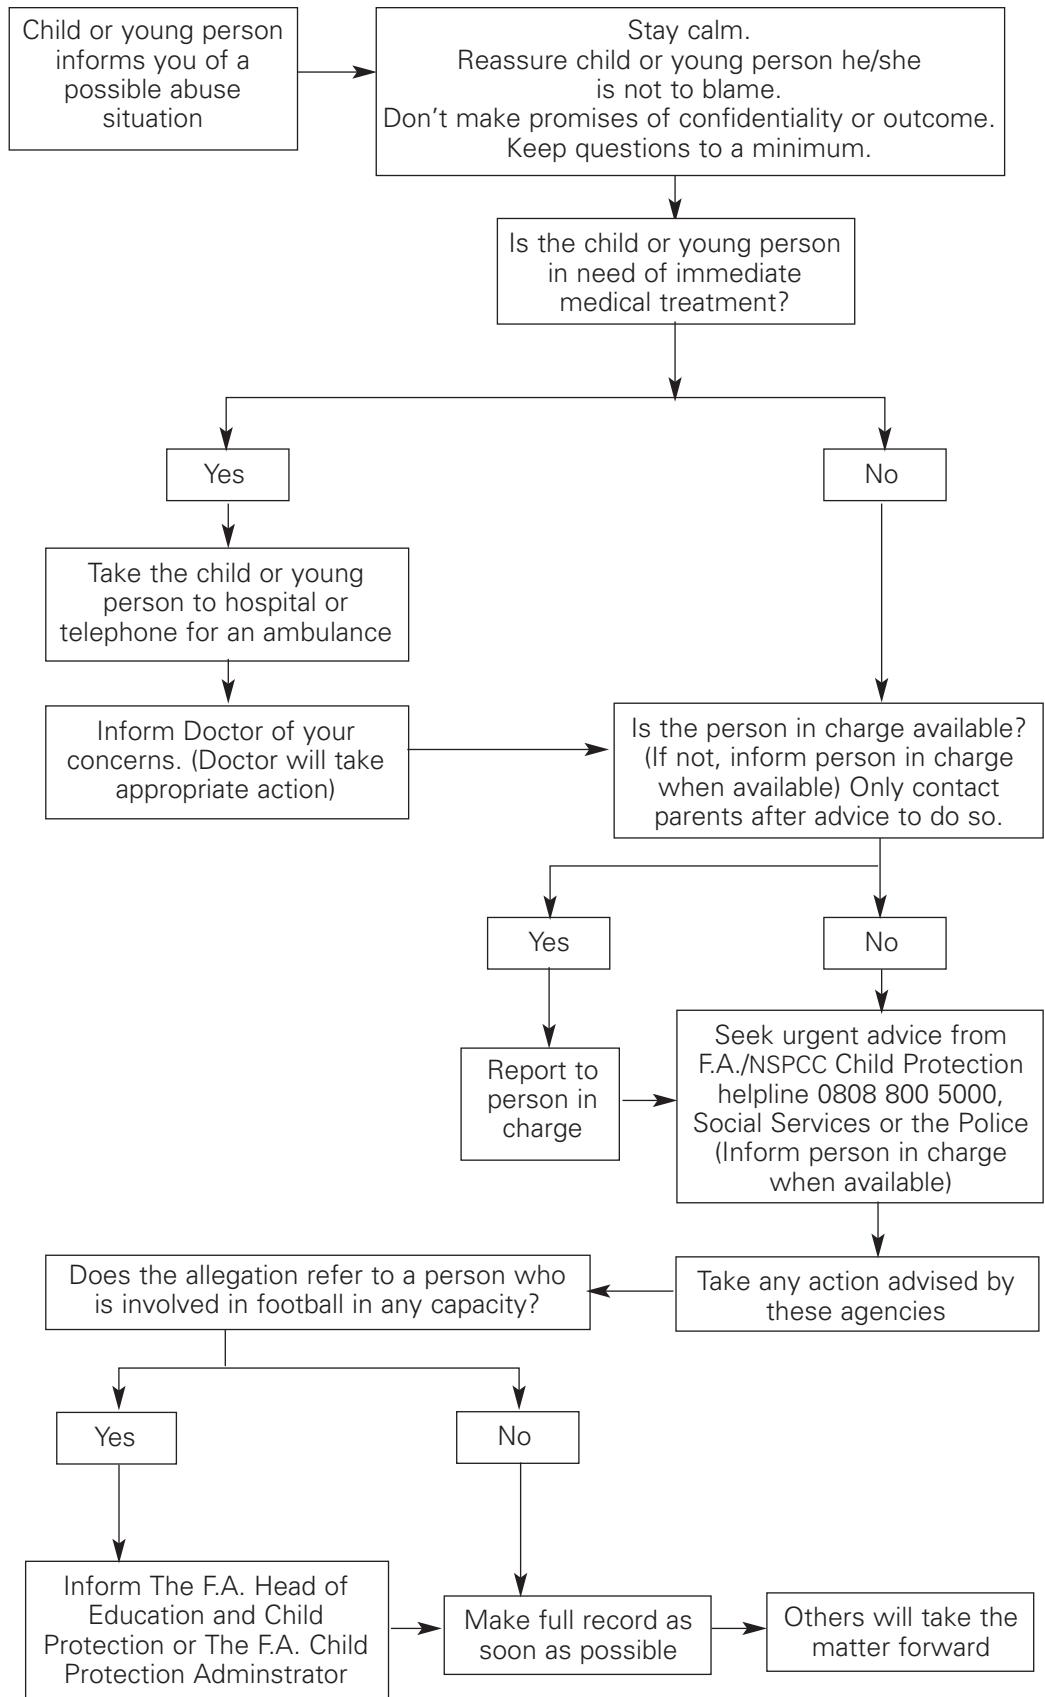 Child or young person
informs you of a
possible abuse
situation
Stay calm.
Reassure child or young person he/she
is not to blame.
Don't make promises of confidentiality or outcome.
Keep questions to a minimum.
Is the child or young person
in need of immediate
medical treatment?
Yes
No
Take the child or young
person to hospital or
telephone for an ambulance
Inform Doctor of your
concerns. (Doctor will take
appropriate action)
Is the person in charge available?
(If not, inform person in charge
when available) Only contact
parents after advice to do so.
Yes
No
Report to
person in
charge
Seek urgent advice from
F.A./NSPCC Child Protection
helpline 0808 800 5000,
Social Services or the Police
(Inform person in charge
when available)
Take any action advised by
these agencies
Does the allegation refer to a person who
is involved in football in any capacity?
Yes
No
Inform The F.A. Head of
Education and Child
Protection or The F.A. Child
Protection Adminstrator
Make full record as
soon as possible
Others will take the
matter forward